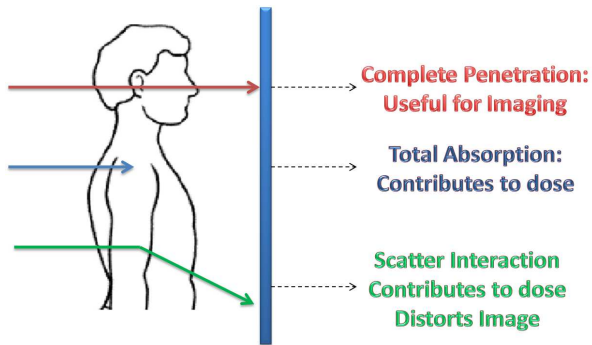 Complete Penetration:
Useful for Imaging
Total Absorption:
Contributes to dose
Scatter Interaction
Contributes to dose
Distorts Image